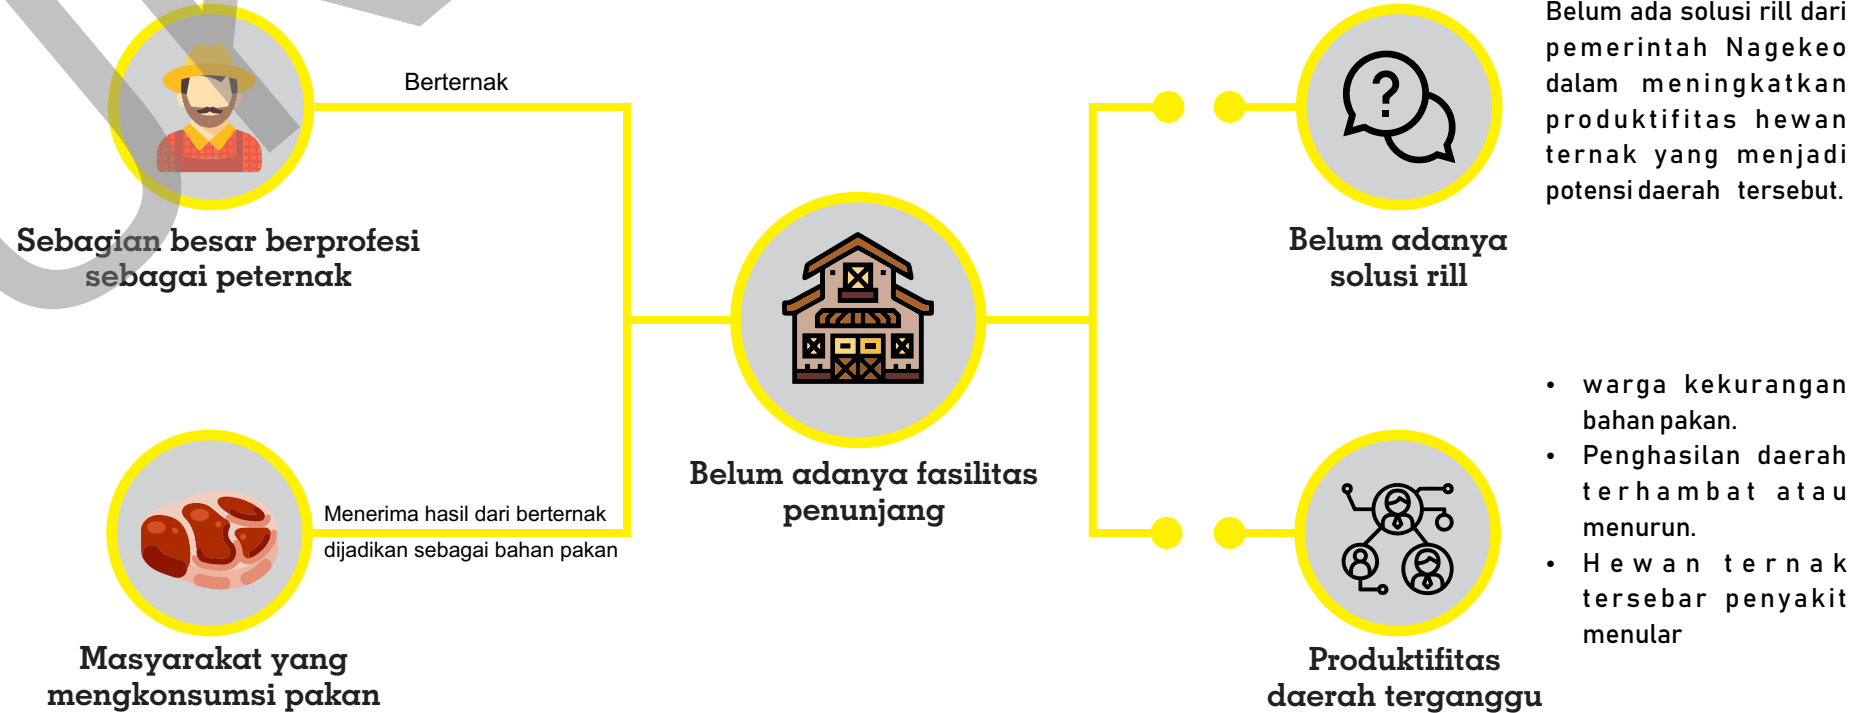 Berternak
Sebagian besar berprofesi
sebagai peternak
Menerima hasil dari berternak
dijadikan sebagai bahan pakan
Masyarakat yang
mengkonsumsi pakan
Belum adanya fasilitas
penunjang
Belum adanya
solusi rill
Belum ada solusi rill dari
pemerintah Nagekeo
dalam meningkatkan
produktifitas hewan
ternak yang menjadi
potensi daerah tersebut.
Produktifitas
daerah terganggu
• warga kekurangan
bahan pakan.
• Penghasilan daerah
terhambat atau
menurun.
• Hewan ternak
tersebar penyakit
menular